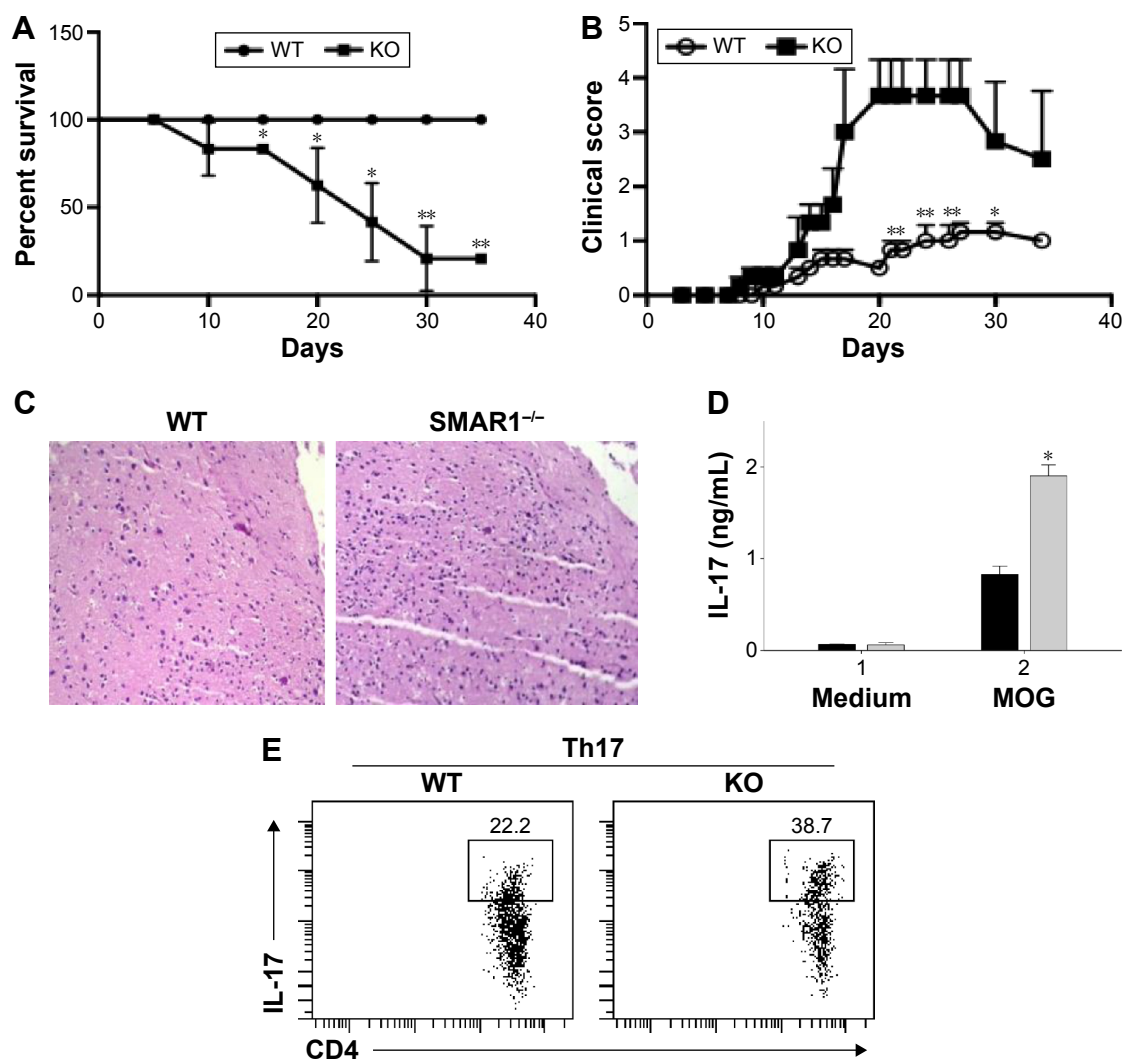 A
150
100
50
0
Percent survival
WT KO
*
*
*
**
**
0 10 20 30 40
Days
B
5
4
3
2
1
0
Clinical score
WT KO
**
**
**
*
0 10 20 30 40
Days
C
WT
SMAR1–/–
D
2
1
0
IL-17 (ng/mL)
*
1 2
Medium MOG
E
Th17
WT KO
22.2 38.7
IL-17
CD4